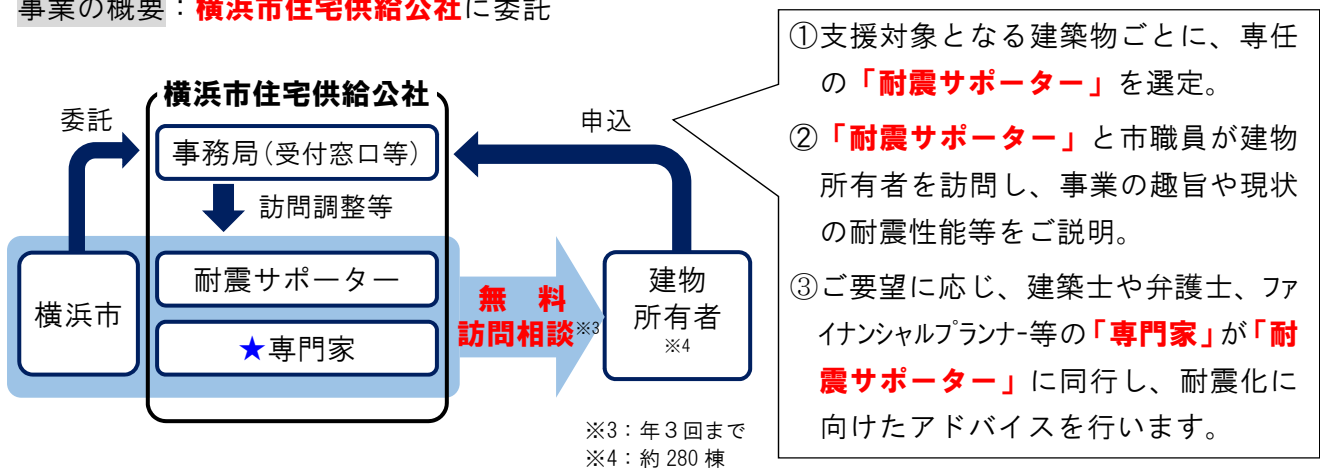 事業の概要：横浜市住宅供給公社に委託
横浜市住宅供給公社
委託
事務局(受付窓口等)
訪問調整等
横浜市
耐震サポーター
★専門家
無　料
訪問相談※3
申込
建物
所有者
※4
※3：年３回まで
※4：約 280 棟
①支援対象となる建築物ごとに、専任
の「耐震サポーター」を選定。
②「耐震サポーター」と市職員が建物
所有者を訪問し、事業の趣旨や現状
の耐震性能等をご説明。
③ご要望に応じ、建築士や弁護士、ファ
イナンシャルプランナー等の「専門家」が「耐
震サポーター」に同行し、耐震化に
向けたアドバイスを行います。